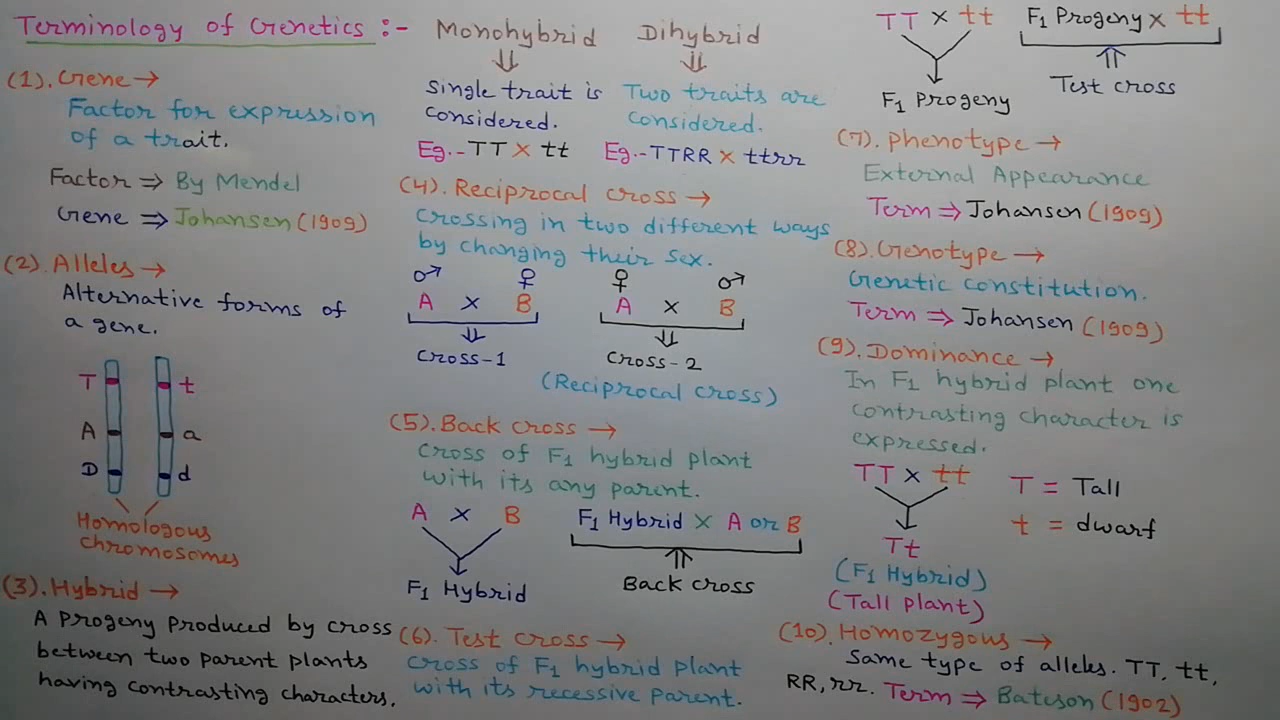 Terminology of Genetics :-
(1). Gene →
Factor for expression
of a trait.
Factor ⇒ By Mendel
Gene ⇒ Johansen (1909)
(2). Alleles →
Alternative forms of
a gene.
T t
A a
D d
Homologous
chromosomes
(3). Hybrid →
A progeny produced by cross
between two parent plants
having contrasting characters.
Monohybrid Dihybrid
⇓ ⇓
Single trait is Two traits are
considered. considered.
Eg.-TT × tt Eg.-TTRR × ttrr
(4). Reciprocal cross →
crossing in two different ways
by changing their sex.
♂ ♀ ♀ ♂
A × B A × B
⇓ ⇓
cross-1 cross-2
(Reciprocal cross)
(5). Back cross →
cross of F1 hybrid plant
with its any parent.
A × B F1 Hybrid × A or B
⇑
F1 Hybrid Back cross
(6). Test cross →
cross of F1 hybrid plant
with its recessive parent.
TT × tt F1 Progeny × tt
⇑
F1 Progeny Test cross
(7). Phenotype →
External Appearance
Term ⇒ Johansen (1909)
(8). Genotype →
Genetic constitution.
Term ⇒ Johansen (1909)
(9). Dominance →
In F1 hybrid plant one
contrasting character is
expressed.
TT × tt T = Tall
t = dwarf
Tt
(F1 Hybrid)
(Tall plant)
(10). Homozygous →
Same type of alleles. TT, tt,
RR, rr. Term ⇒ Bateson (1902)